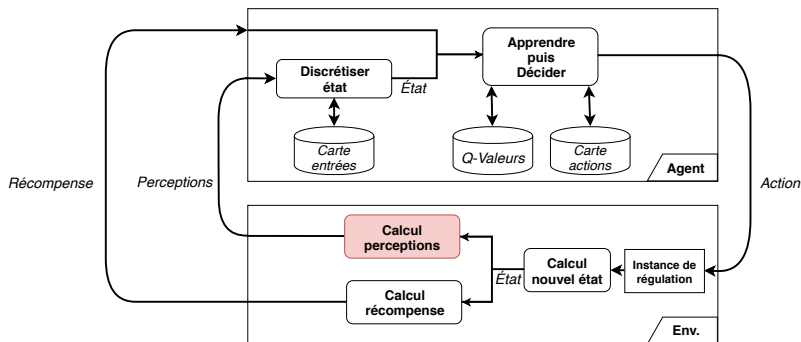 Apprendre
puis
Décider
Discrétiser
état
État
Carte
entrées
Q-Valeurs
Carte
actions
Agent
Récompense
Perceptions
Action
Calcul
perceptions
Calcul
nouvel état
Instance de
régulation
État
Calcul
récompense
Env.